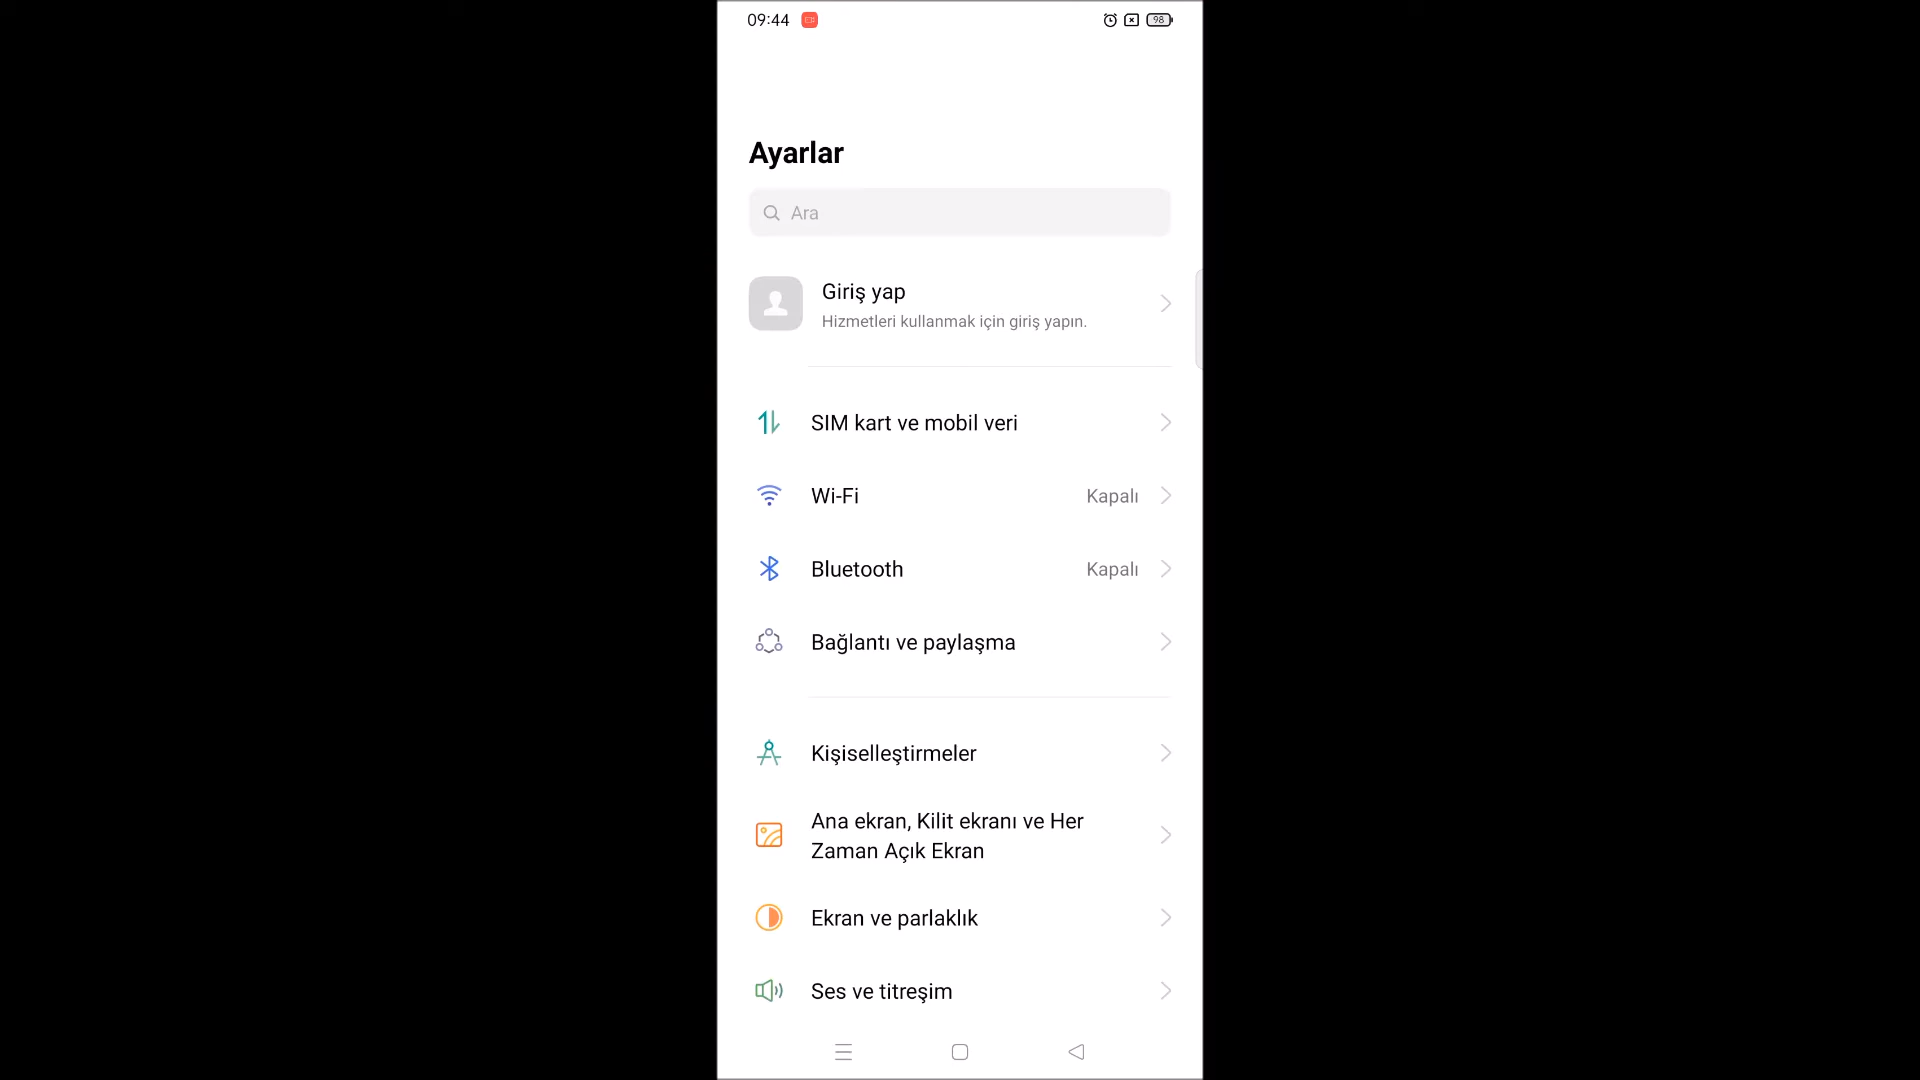 09:44
98
Ayarlar
Ara
Giriş yap
Hizmetleri kullanmak için giriş yapın.
SIM kart ve mobil veri
Wi-Fi
Kapalı
Bluetooth
Kapalı
Bağlantı ve paylaşma
Kişiselleştirmeler
Ana ekran, Kilit ekranı ve Her
Zaman Açık Ekran
Ekran ve parlaklık
Ses ve titreşim